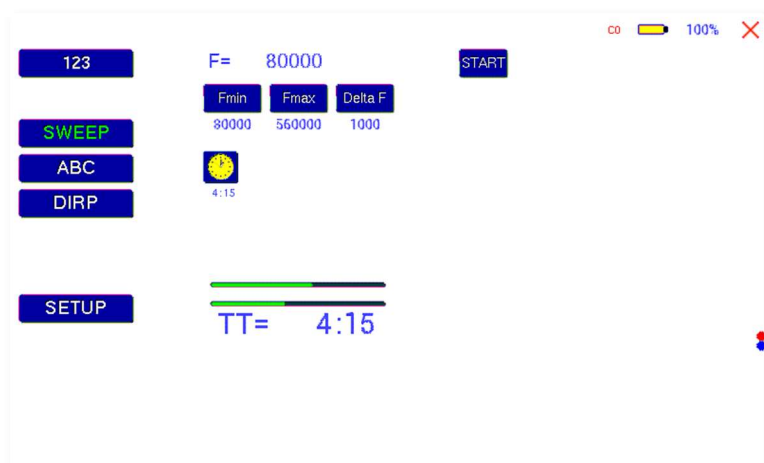 C0 100%
123 F= 80000 START
Fmin Fmax Delta F
80000 560000 1000
SWEEP
ABC
4:15
DIRP
SETUP
TT= 4:15